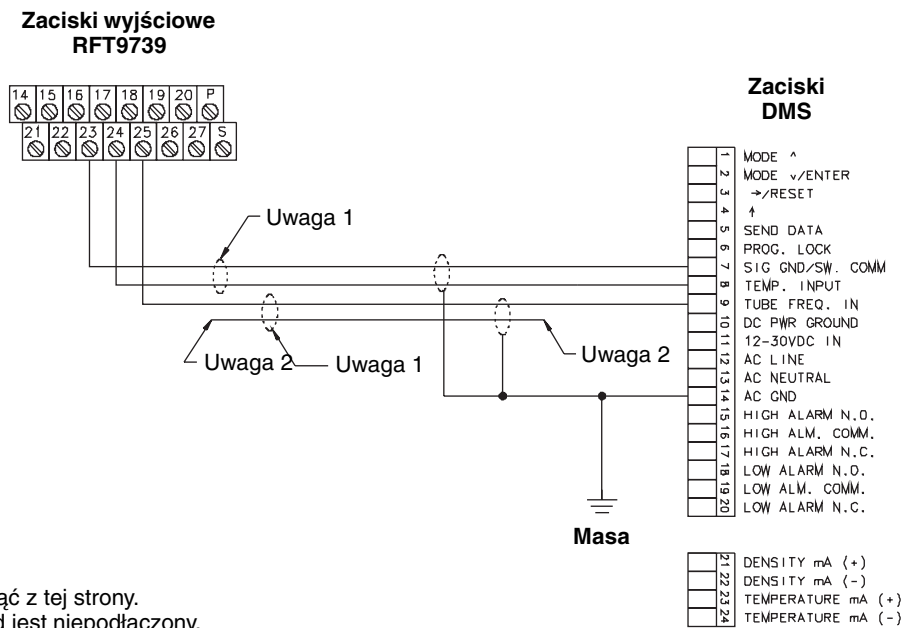 Zaciski wyjściowe
RFT9739
14 15 16 17 18 19 20 P
21 22 23 24 25 26 27 S
Uwaga 1
Uwaga 2
Uwaga 1
Uwaga 2
Masa
Zaciski
DMS
1 MODE ^
2 MODE v/ENTER
3 →/RESET
4 ↑
5 SEND DATA
6 PROG. LOCK
7 SIG GND/SW. COMM
8 TEMP. INPUT
9 TUBE FREQ. IN
10 DC PWR GROUND
11 12-30VDC IN
12 AC LINE
13 AC NEUTRAL
14 AC GND
15 HIGH ALARM N.O.
16 HIGH ALM. COMM.
17 HIGH ALARM N.C.
18 LOW ALARM N.O.
19 LOW ALM. COMM.
20 LOW ALARM N.C.
21 DENSITY mA (+)
22 DENSITY mA (-)
23 TEMPERATURE mA (+)
24 TEMPERATURE mA (-)
z tej strony.
jest niepodłączony.